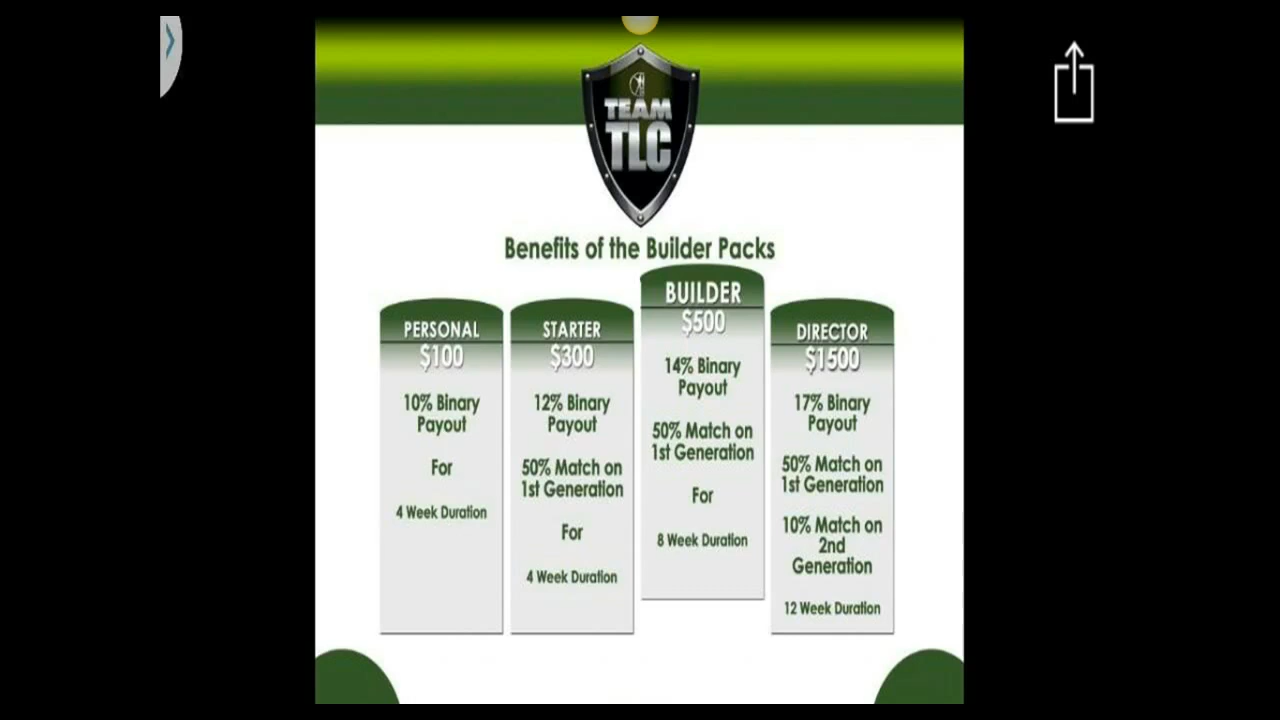 TEAM
TLC
Benefits of the Builder Packs
PERSONAL
$100
10% Binary
Payout
For
4 Week Duration
STARTER
$300
12% Binary
Payout
50% Match on
1st Generation
For
4 Week Duration
BUILDER
$500
14% Binary
Payout
50% Match on
1st Generation
For
8 Week Duration
DIRECTOR
$1500
17% Binary
Payout
50% Match on
1st Generation
10% Match on
2nd
Generation
12 Week Duration